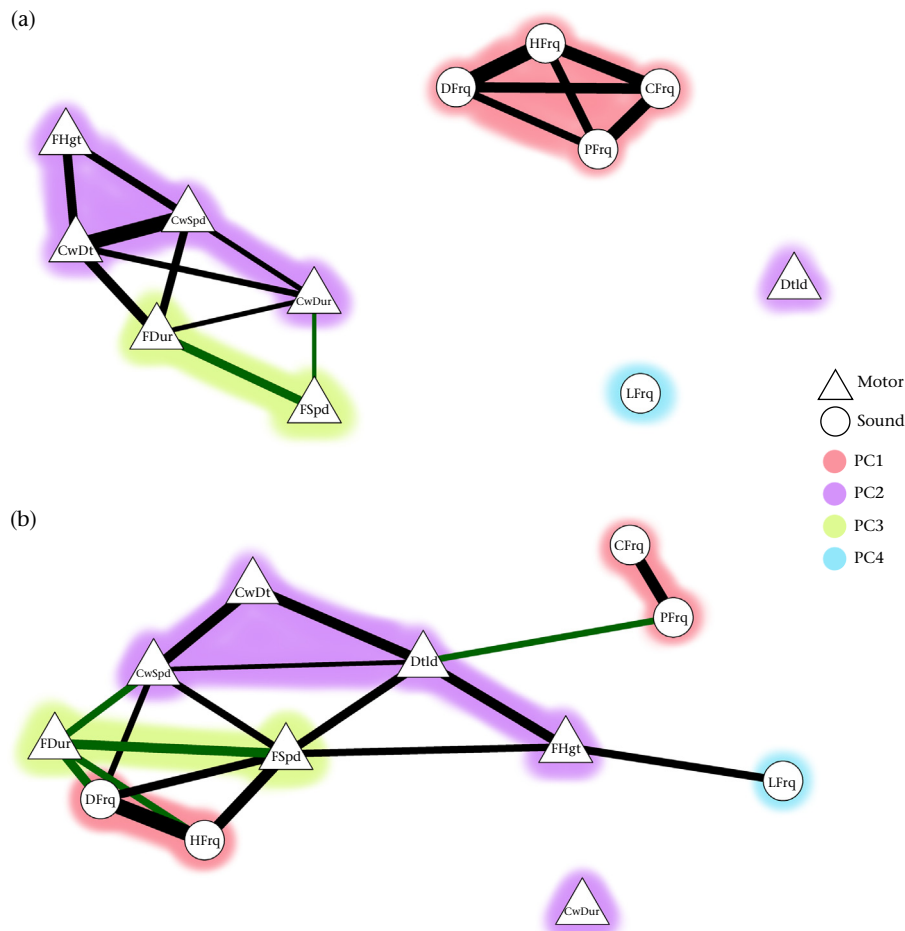 (a)
HFrq
DFrq
CFrq
PFrq
FHgt
CwSpd
CwDt
CwDur
Dtld
FDur
FSpd
LFrq
Motor
Sound
PC1
PC2
PC3
PC4
(b)
CFrq
CwDt
PFrq
Dtld
CwSpd
FDur
FSpd
FHgt
LFrq
DFrq
HFrq
CwDur